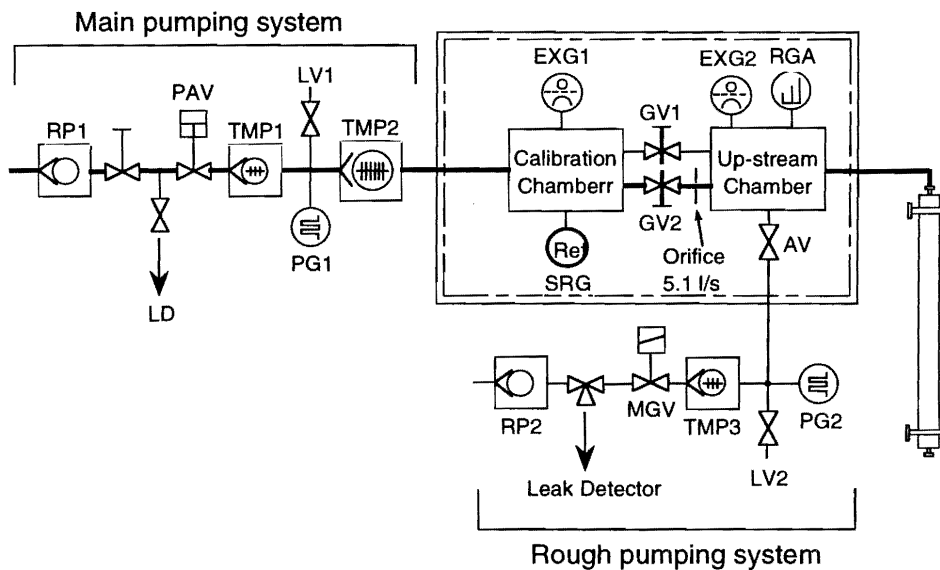 Main pumping system
EXG1
EXG2
RGA
LV1
PAV
GV1
RP1
TMP1
TMP2
Calibration
Chamberr
Up-stream
Chamber
GV2
PG1
Ref
SRG
Orifice
5.1 l/s
AV
LD
RP2
MGV
TMP3
PG2
LV2
Leak Detector
Rough pumping system